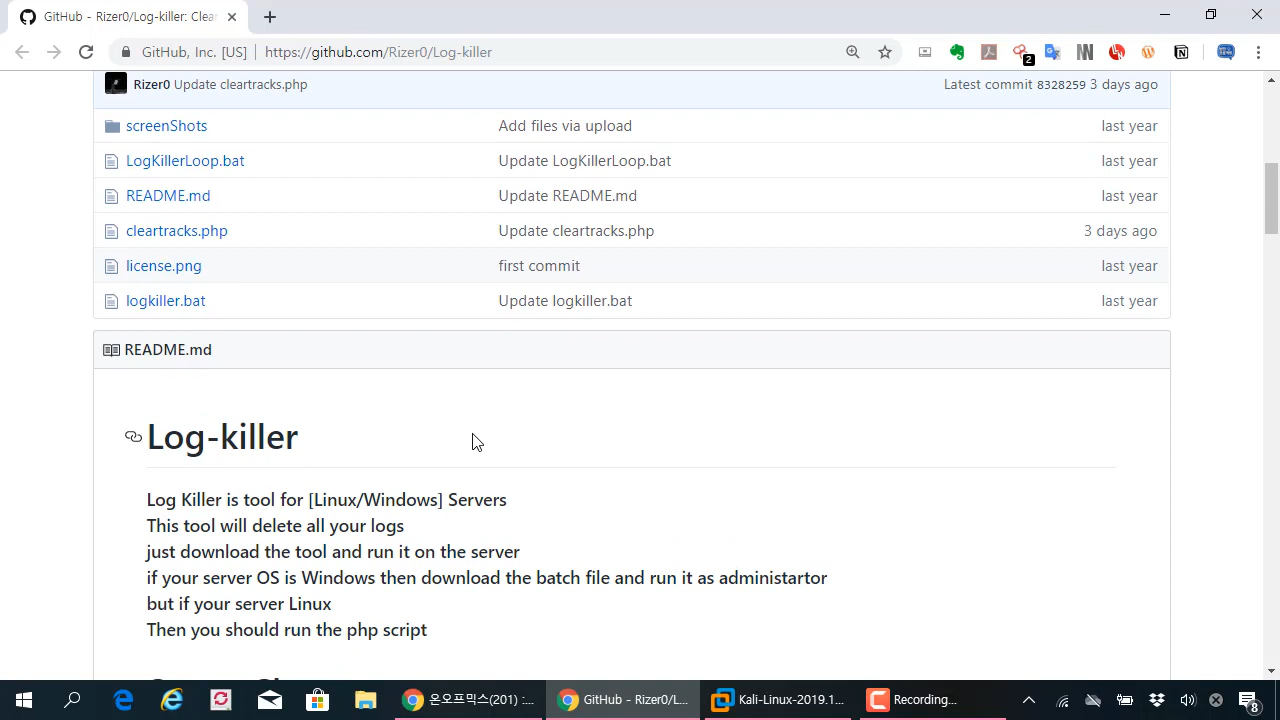 GitHub - Rizer0/Log-killer: Clea
GitHub, Inc. [US]
https://github.com/Rizer0/Log-killer
2
Rizer0 Update cleartracks.php
Latest commit 8328259 3 days ago
screenShots Add files via upload last year
LogKillerLoop.bat Update LogKillerLoop.bat last year
README.md Update README.md last year
cleartracks.php Update cleartracks.php 3 days ago
license.png first commit last year
logkiller.bat Update logkiller.bat last year
README.md
Log-killer
Log Killer is tool for [Linux/Windows] Servers
This tool will delete all your logs
just download the tool and run it on the server
if your server OS is Windows then download the batch file and run it as administartor
but if your server Linux
Then you should run the php script
온오프믹스(201) :...
GitHub - Rizer0/L...
Kali-Linux-2019.1...
Recording...
8